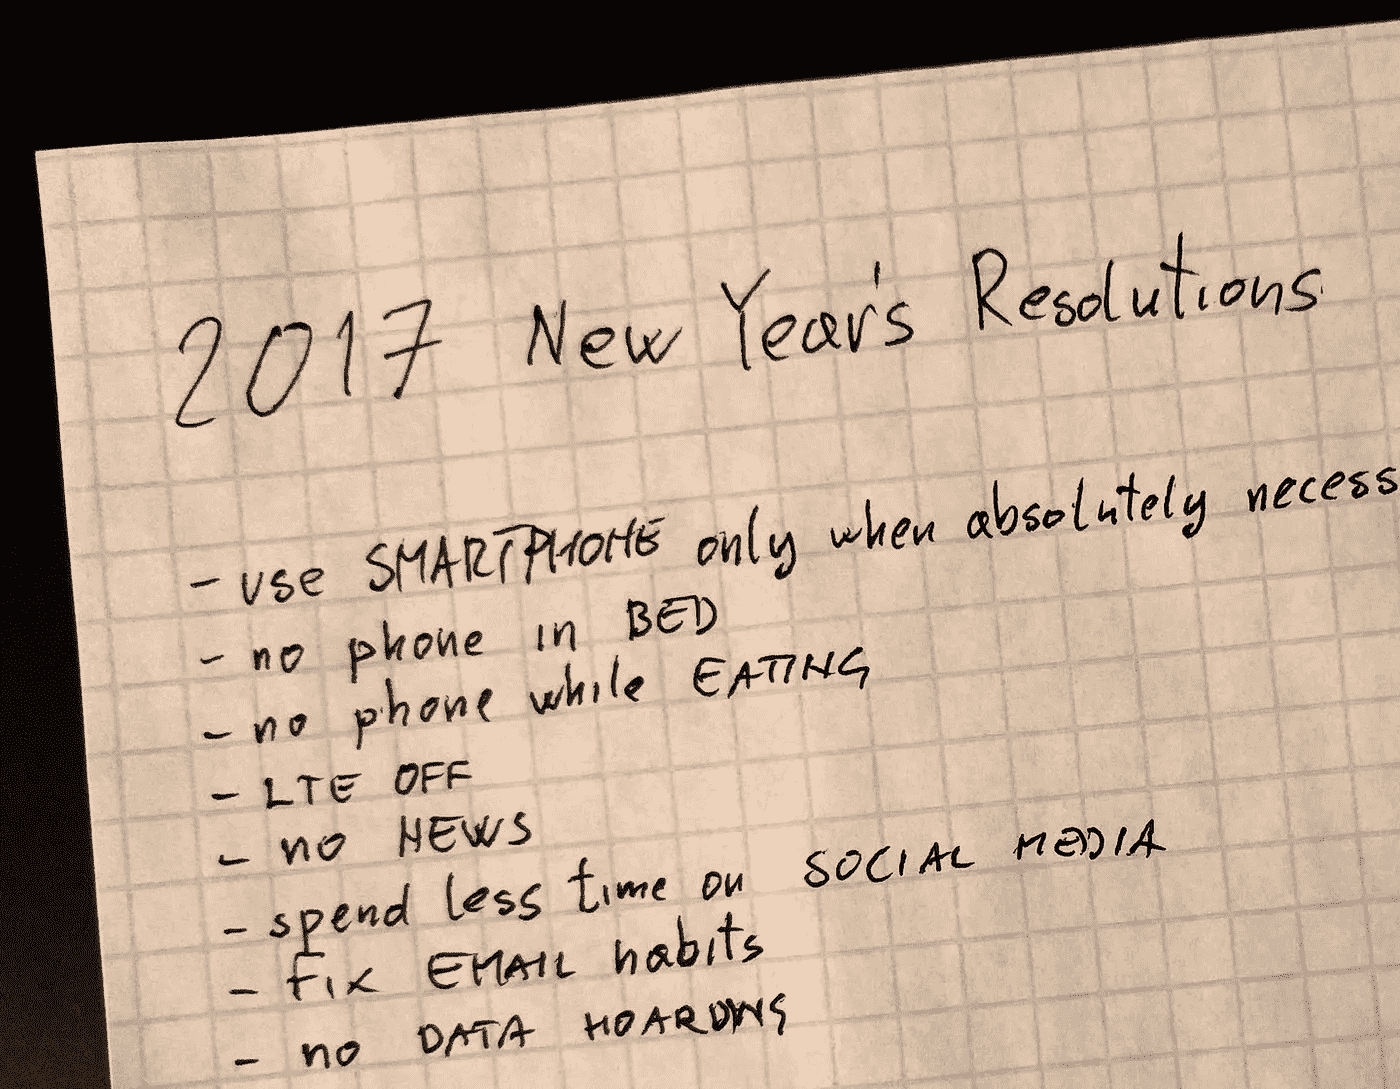 2017 New Year's Resolutions
- use SMARTPHONE only when absolutely necess
- no phone in BED
- no phone while EATING
- LTE OFF
- no NEWS
- spend less time on SOCIAL MEDIA
- fix EMAIL habits
- no DATA HOARDING